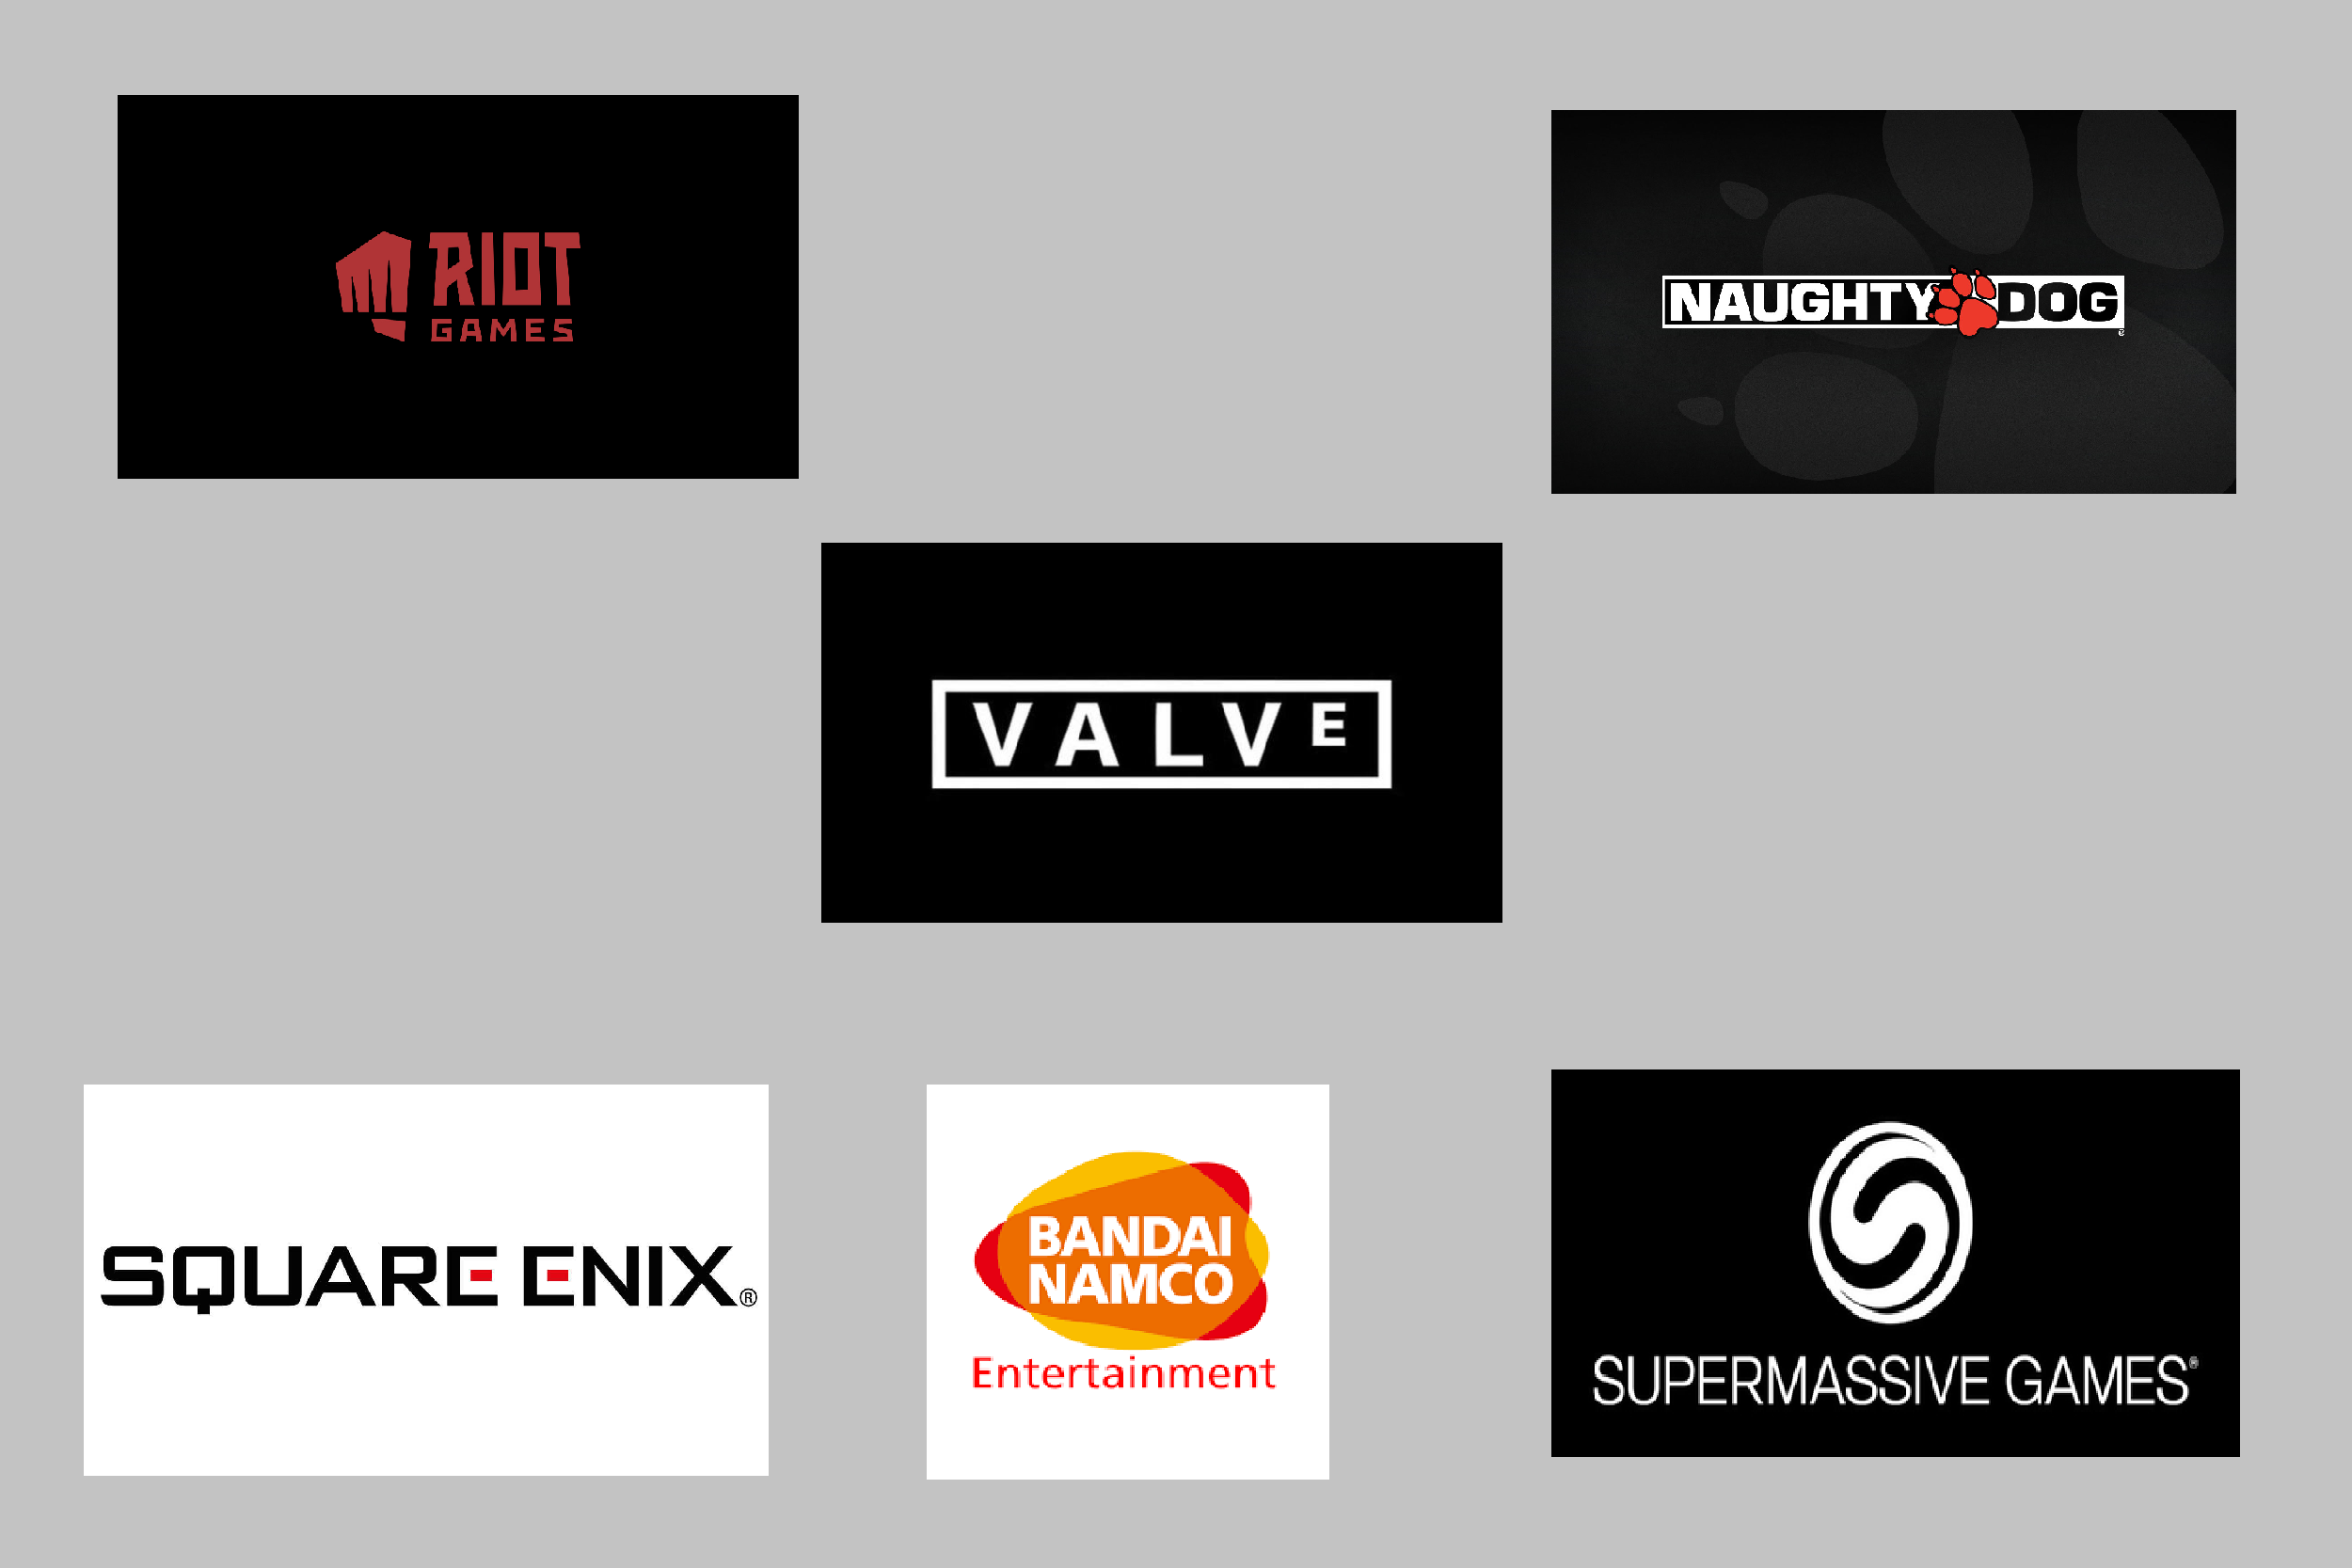 RIOT
GAMES
NAUGHTY DOG
®
VALVE
SQUARE ENIX®
BANDAI
NAMCO
Entertainment
SUPERMASSIVE GAMES®